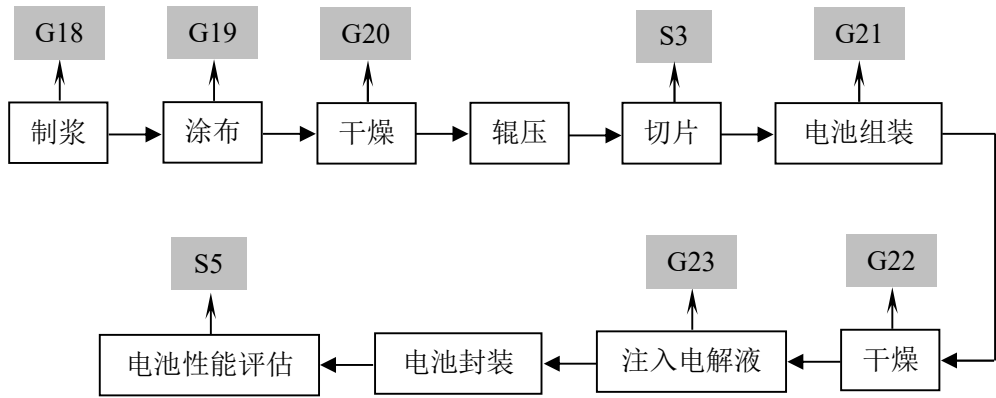 G18
G19
G20
S3
G21
制浆
涂布
干燥
辊压
切片
电池组装
S5
G23
G22
电池性能评估
电池封装
注入电解液
干燥